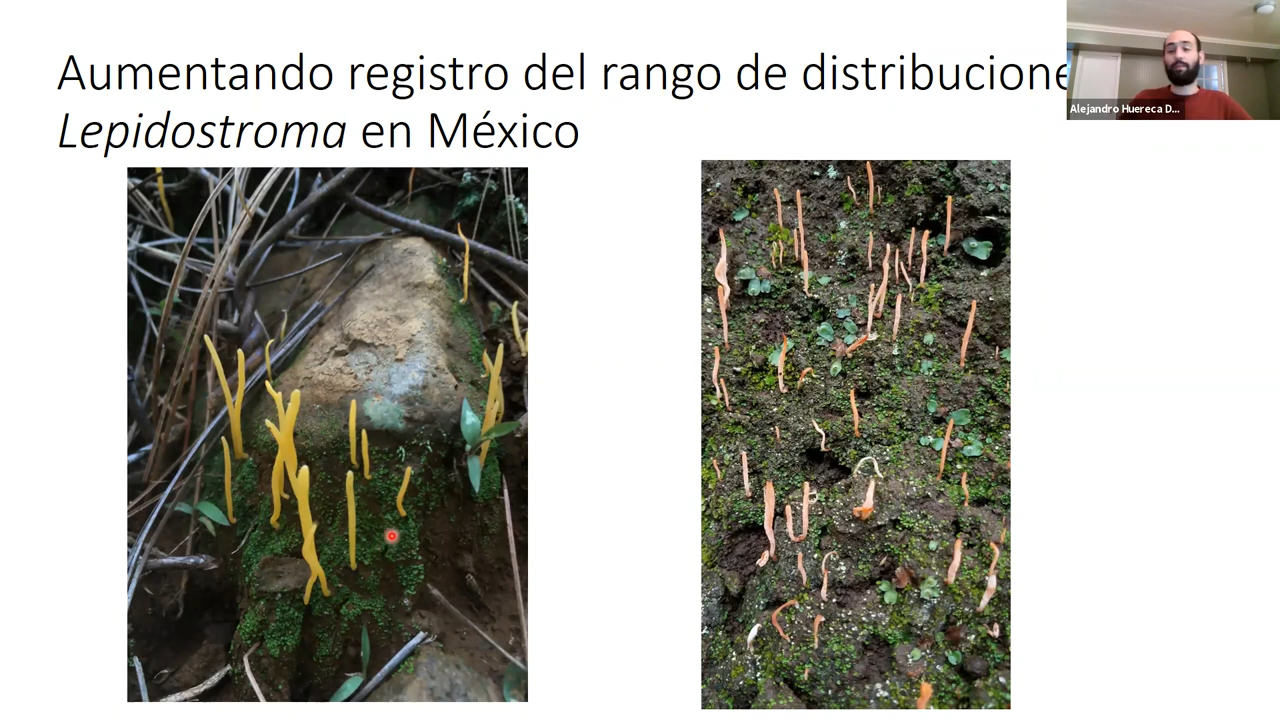 Aumentando registro del rango de distribucione
Lepidostroma en México
Alejandro Huereca D...